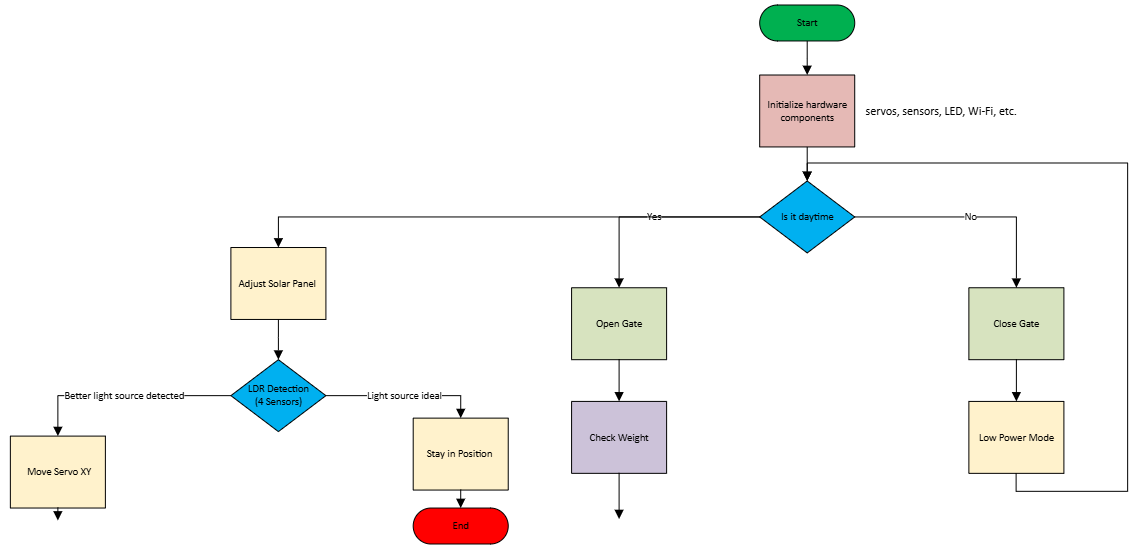 Start
Initialize hardware
components
servos, sensors, LED, Wi-Fi, etc.
Is it daytime
Yes
No
Adjust Solar Panel
Open Gate
Close Gate
LDR Detection
(4 Sensors)
Better light source detected
Light source ideal
Move Servo XY
Stay in Position
Check Weight
Low Power Mode
End